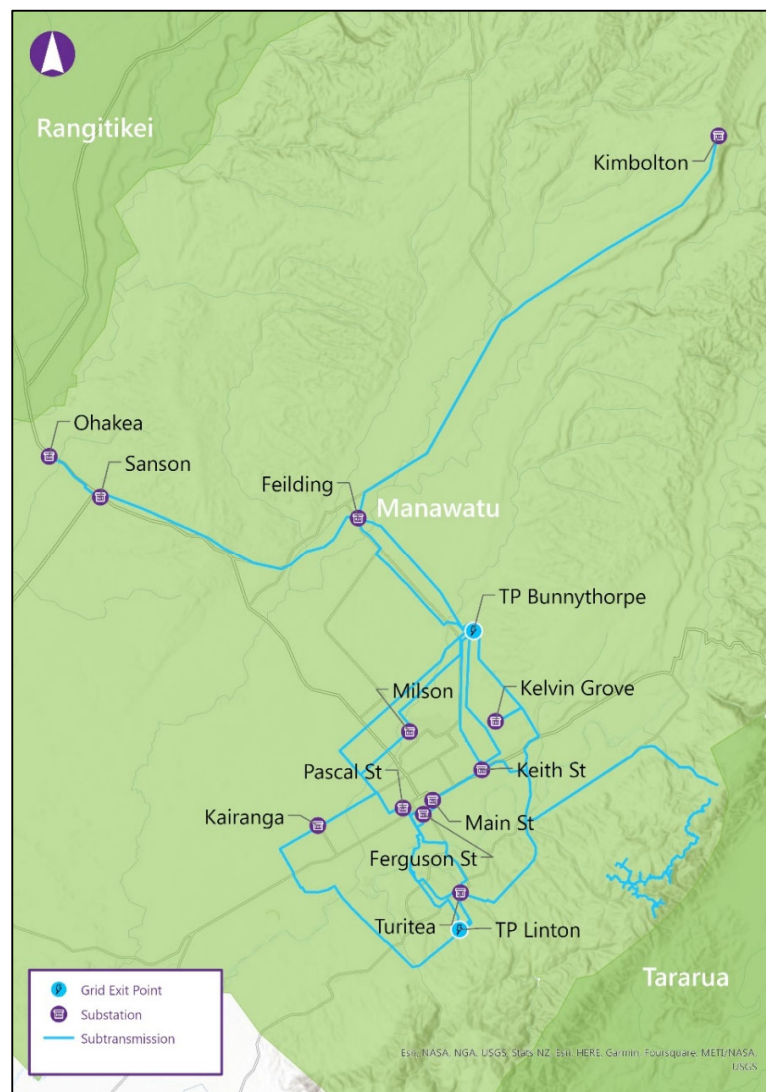 Rangitikei
Kimbolton
Ohakea
Sanson
Feilding
Manawatu
TP Bunnythorpe
Milson
Kelvin Grove
Pascal St
Keith St
Kairanga
Main St
Ferguson St
Turitea
TP Linton
Tararua
Grid Exit Point
Substation
Subtransmission
Esri, NASA, NGA, USGS, Stats NZ, Esri, HERE, Garmin, Foursquare, METI/NASA,
USGS